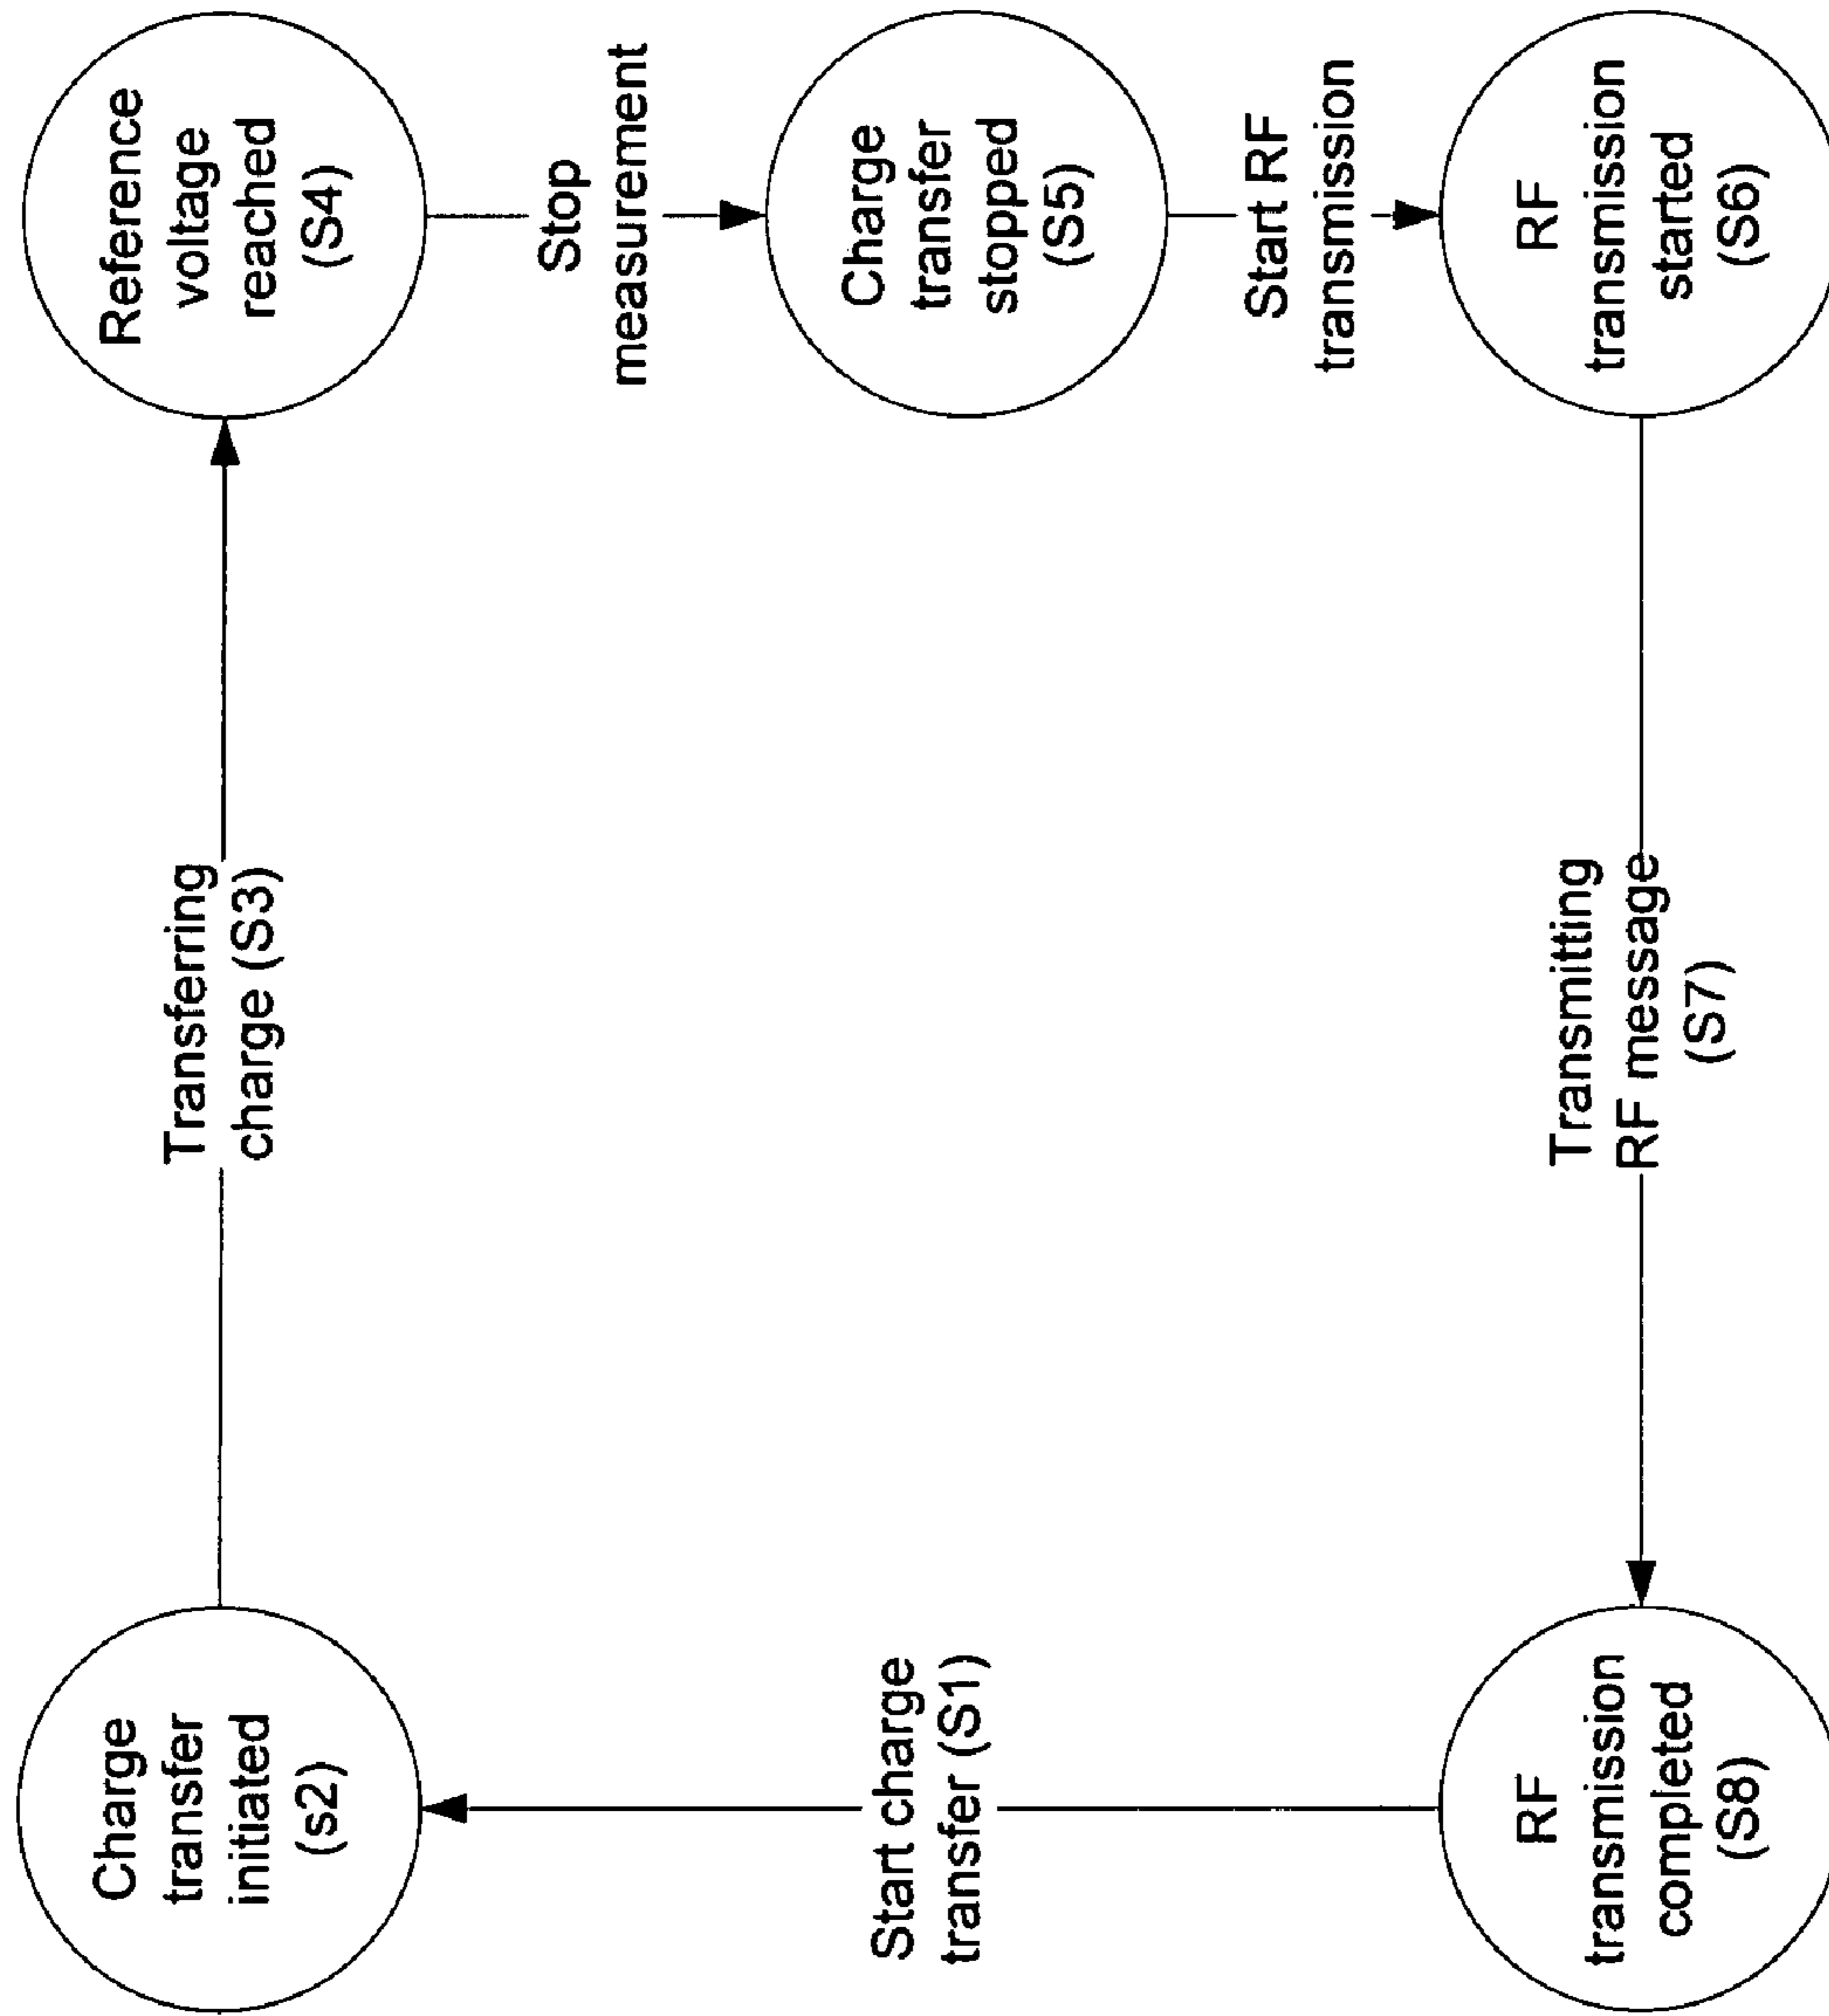 Charge
transfer
initiated
(s2)
Transferring
charge (S3)
Reference
voltage
reached
(S4)
Stop
measurement
Charge
transfer
stopped
(S5)
Start RF
transmission
RF
transmission
started
(S6)
Transmitting
RF message
(S7)
RF
transmission
completed
(S8)
Start charge
transfer (S1)